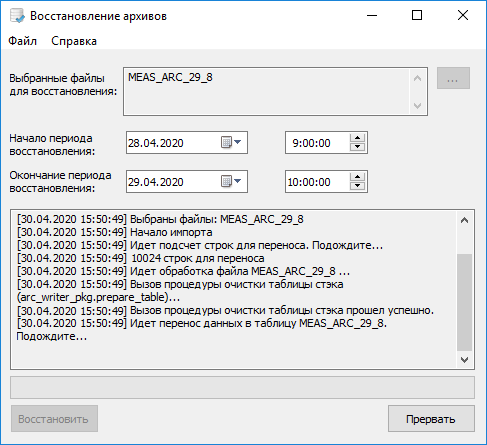 Восстановление архивов
Файл Справка
Выбранные файлы
для восстановления:
MEAS_ARC_29_8
...
Начало периода
восстановления:
28.04.2020
9:00:00
Окончание периода
восстановления:
29.04.2020
10:00:00
[30.04.2020 15:50:49] Выбраны файлы: MEAS_ARC_29_8
[30.04.2020 15:50:49] Начало импорта
[30.04.2020 15:50:49] Идет подсчет строк для переноса. Подождите...
[30.04.2020 15:50:49] 10024 строк для переноса
[30.04.2020 15:50:49] Идет обработка файла MEAS_ARC_29_8 ...
[30.04.2020 15:50:49] Вызов процедуры очистки таблицы стэка
(arc_writer_pkg.prepare_table)...
[30.04.2020 15:50:49] Вызов процедуры очистки таблицы стэка прошел успешно.
[30.04.2020 15:50:49] Идет перенос данных в таблицу MEAS_ARC_29_8.
Подождите...
Восстановить
Прервать